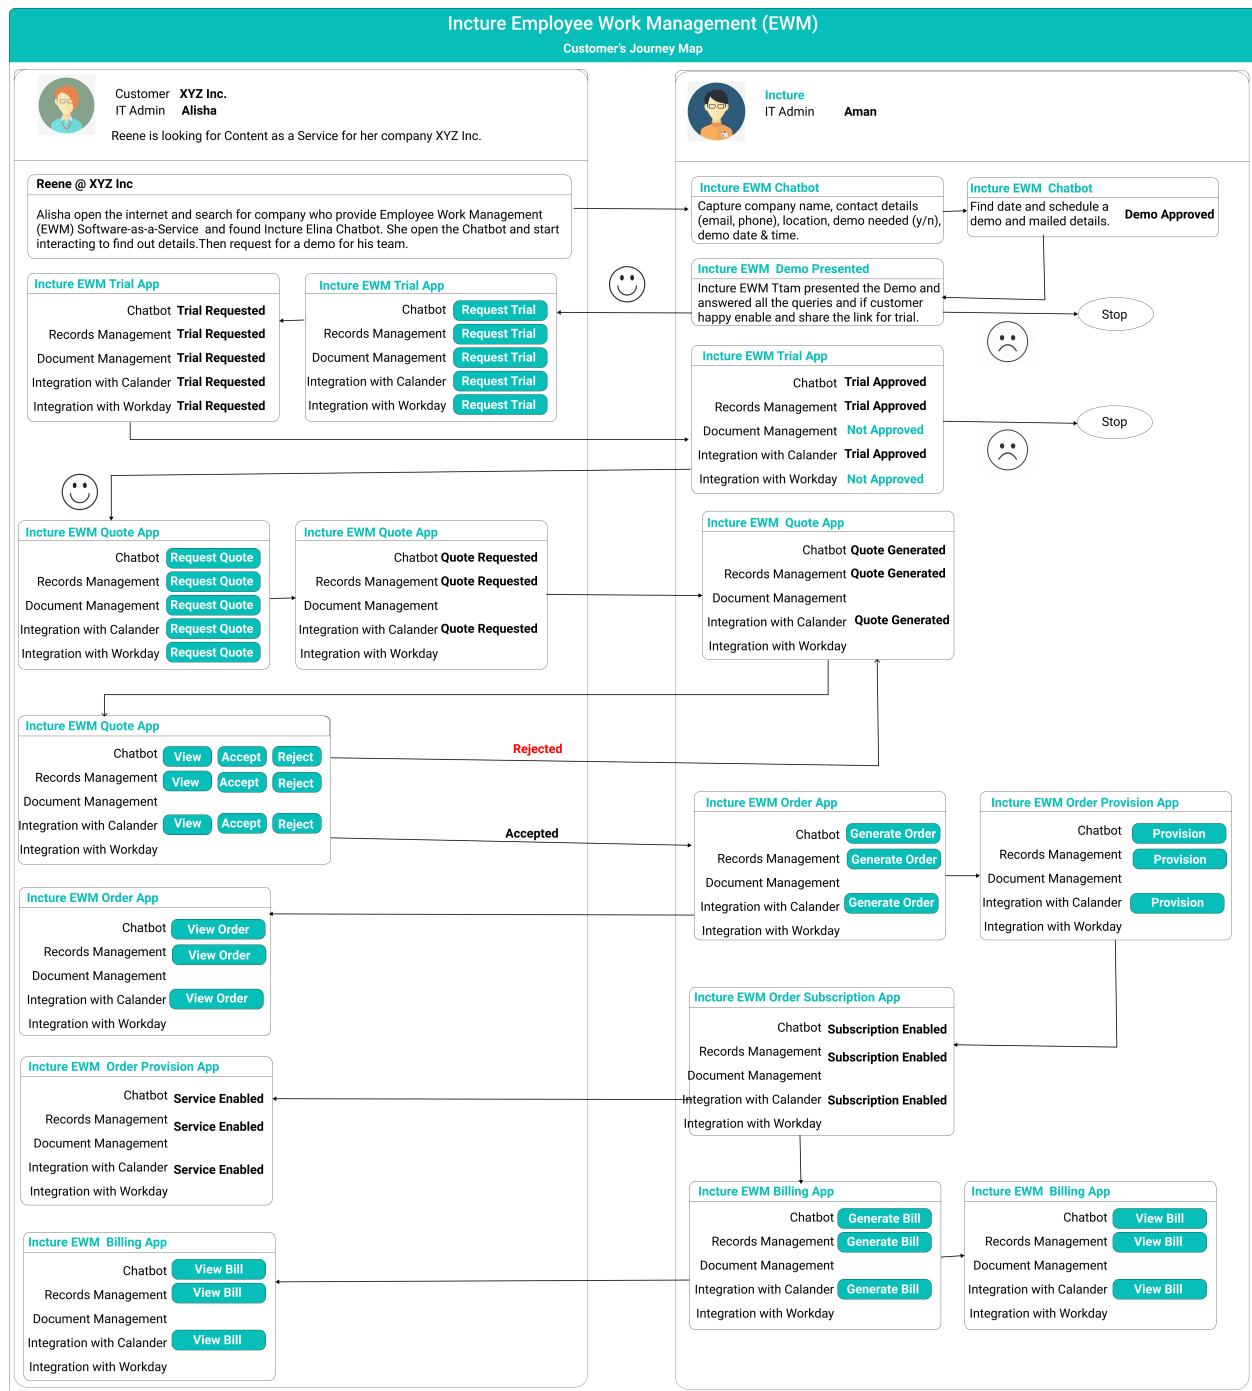 Incture Employee Work Management (EWM)
Customer's Journey Map
Customer XYZ Inc.
IT Admin Alisha
Reene is looking for Content as a Service for her company XYZ Inc.
Incture
IT Admin Aman
Reene @ XYZ Inc
Alisha open the internet and search for company who provide Employee Work Management
(EWM) Software-as-a-Service and found Incture Elina Chatbot. She open the Chatbot and start
interacting to find out details.Then request for a demo for his team.
Incture EWM Chatbot
Capture company name, contact details
(email, phone), location, demo needed (y/n),
demo date & time.
Incture EWM Chatbot
Find date and schedule a
demo and mailed details.
Demo Approved
Incture EWM Demo Presented
Incture EWM Ttam presented the Demo and
answered all the queries and if customer
happy enable and share the link for trial.
Stop
Incture EWM Trial App
Chatbot Request Trial
Records Management Request Trial
Document Management Request Trial
Integration with Calander Request Trial
Integration with Workday Request Trial
Incture EWM Trial App
Chatbot Trial Requested
Records Management Trial Requested
Document Management Trial Requested
Integration with Calander Trial Requested
Integration with Workday Trial Requested
Incture EWM Trial App
Chatbot Trial Approved
Records Management Trial Approved
Document Management Not Approved
Integration with Calander Trial Approved
Integration with Workday Not Approved
Stop
Incture EWM Quote App
Chatbot Request Quote
Records Management Request Quote
Document Management Request Quote
Integration with Calander Request Quote
Integration with Workday Request Quote
Incture EWM Quote App
Chatbot Quote Requested
Records Management Quote Requested
Document Management
Integration with Calander Quote Requested
Integration with Workday
Incture EWM Quote App
Chatbot Quote Generated
Records Management Quote Generated
Document Management
Integration with Calander Quote Generated
Integration with Workday
Incture EWM Quote App
Chatbot View Accept Reject
Records Management View Accept Reject
Document Management
Integration with Calander View Accept Reject
Integration with Workday
Rejected
Accepted
Incture EWM Order App
Chatbot Generate Order
Records Management Generate Order
Document Management
Integration with Calander Generate Order
Integration with Workday
Incture EWM Order Provision App
Chatbot Provision
Records Management Provision
Document Management
Integration with Calander Provision
Integration with Workday
Incture EWM Order App
Chatbot View Order
Records Management View Order
Document Management
Integration with Calander View Order
Integration with Workday
Incture EWM Order Subscription App
Chatbot Subscription Enabled
Records Management Subscription Enabled
Document Management
Integration with Calander Subscription Enabled
Integration with Workday
Incture EWM Order Provision App
Chatbot Service Enabled
Records Management Service Enabled
Document Management
Integration with Calander Service Enabled
Integration with Workday
Incture EWM Billing App
Chatbot Generate Bill
Records Management Generate Bill
Document Management
Integration with Calander Generate Bill
Integration with Workday
Incture EWM Billing App
Chatbot View Bill
Records Management View Bill
Document Management
Integration with Calander View Bill
Integration with Workday
Incture EWM Billing App
Chatbot View Bill
Records Management View Bill
Document Management
Integration with Calander View Bill
Integration with Workday